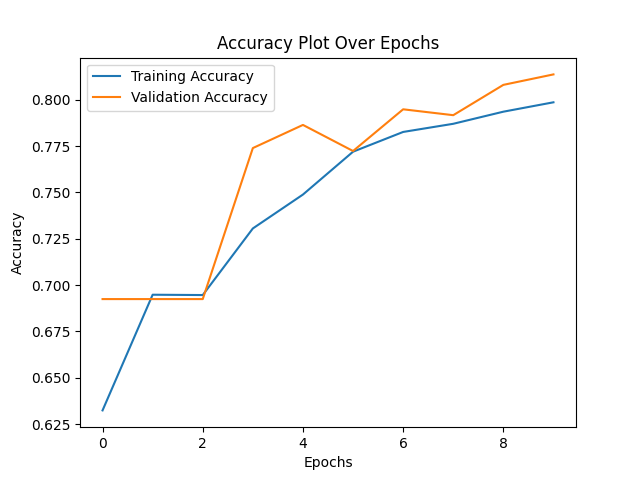 Accuracy Plot Over Epochs
Training Accuracy
Validation Accuracy
0.800
0.775
0.750
0.725
0.700
0.675
0.650
0.625
Accuracy
0 2 4 6 8
Epochs